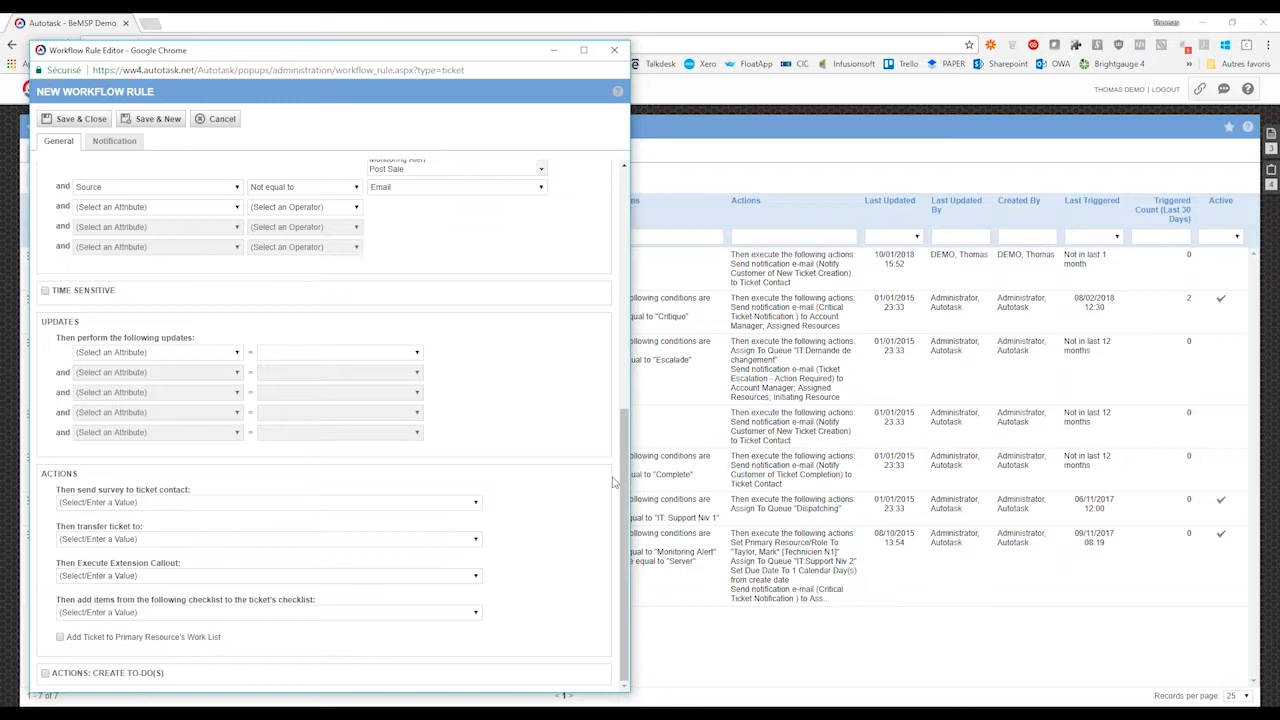 Autotask - BeMSP Demo
Thomas
Workflow Rule Editor - Google Chrome
Sécurisé
https://ww4.autotask.net/Autotask/popups/administration/workflow_rule.aspx?type=ticket
Talkdesk
Xero
FloatApp
CIC
Infusionsoft
Trello
PAPER
Sharepoint
OWA
Brightgauge 4
»
Autres favoris
NEW WORKFLOW RULE
THOMAS DEMO | LOGOUT
Save & Close
Save & New
Cancel
General
Notification
3
4
Monitoring Alert
Post Sale
and Source Not equal to Email
and (Select an Attribute) (Select an Operator)
and (Select an Attribute) (Select an Operator)
and (Select an Attribute) (Select an Operator)
TIME SENSITIVE
UPDATES
Then perform the following updates:
(Select an Attribute) =
and (Select an Attribute) =
and (Select an Attribute) =
and (Select an Attribute) =
and (Select an Attribute) =
ACTIONS
Then send survey to ticket contact:
(Select/Enter a Value)
Then transfer ticket to:
(Select/Enter a Value)
Then Execute Extension Callout:
(Select/Enter a Value)
Then add items from the following checklist to the ticket's checklist:
(Select/Enter a Value)
Add Ticket to Primary Resource's Work List
ACTIONS: CREATE TO-DO(S)
ns
Actions
Last Updated
Last Updated By
Created By
Last Triggered
Triggered Count (Last 30 Days)
Active
Then execute the following actions:
Send notification e-mail (Notify
Customer of New Ticket Creation)
to Ticket Contact
10/01/2018 15:52
DEMO, Thomas
DEMO, Thomas
Not in last 1 month
0
ollowing conditions are
ual to "Critique"
Then execute the following actions:
Send notification e-mail (Critical
Ticket Notification ) to Account
Manager; Assigned Resources
01/01/2015 23:33
Administrator, Autotask
Administrator, Autotask
08/02/2018 12:30
2
ollowing conditions are
ual to "Escalade"
Then execute the following actions:
Assign To Queue "IT:Demande de
changement"
Send notification e-mail (Ticket
Escalation - Action Required) to
Account Manager; Assigned
Resources; Initiating Resource
01/01/2015 23:33
Administrator, Autotask
Administrator, Autotask
Not in last 12 months
0
Then execute the following actions:
Send notification e-mail (Notify
Customer of New Ticket Creation)
to Ticket Contact
01/01/2015 23:33
Administrator, Autotask
Administrator, Autotask
Not in last 12 months
0
ollowing conditions are
ual to "Complete"
Then execute the following actions:
Send notification e-mail (Notify
Customer of Ticket Completion) to
Ticket Contact
01/01/2015 23:33
Administrator, Autotask
Administrator, Autotask
Not in last 12 months
0
ollowing conditions are
qual to "IT: Support Niv 1"
Then execute the following actions:
Assign To Queue "Dispatching"
01/01/2015 23:33
Administrator, Autotask
Administrator, Autotask
06/11/2017 12:00
0
ollowing conditions are
ual to "Monitoring Alert"
e equal to "Server"
Then execute the following actions:
Set Primary Resource/Role To
"Taylor, Mark* [Technicien N1]"
Assign To Queue "IT:Support Niv 2"
Set Due Date To 1 Calendar Day(s)
from create date
Send notification e-mail (Critical
Ticket Notification ) to Ass...
08/10/2015 13:54
Administrator, Autotask
Administrator, Autotask
09/11/2017 08:19
0
1 - 7 of 7
< 1 >
Records per page: 25